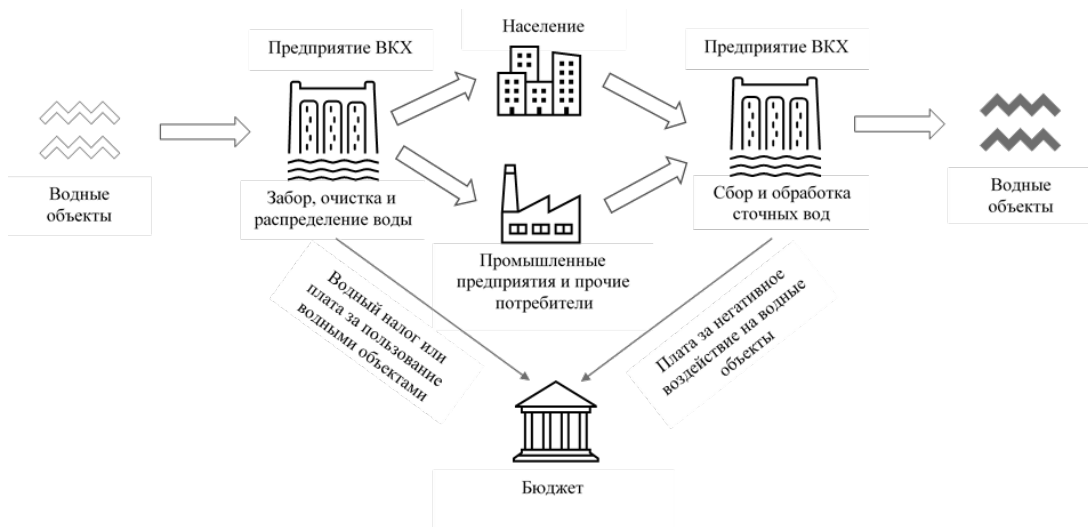 Население
Предприятие ВКХ
Предприятие ВКХ
Водные
объекты
Забор, очистка и
распределение воды
Промышленные
предприятия и прочие
потребители
Сбор и обработка
сточных вод
Водные
объекты
Водный налог или
плата за пользование
водными объектами
Плата за негативное
воздействие на водные
объекты
Бюджет